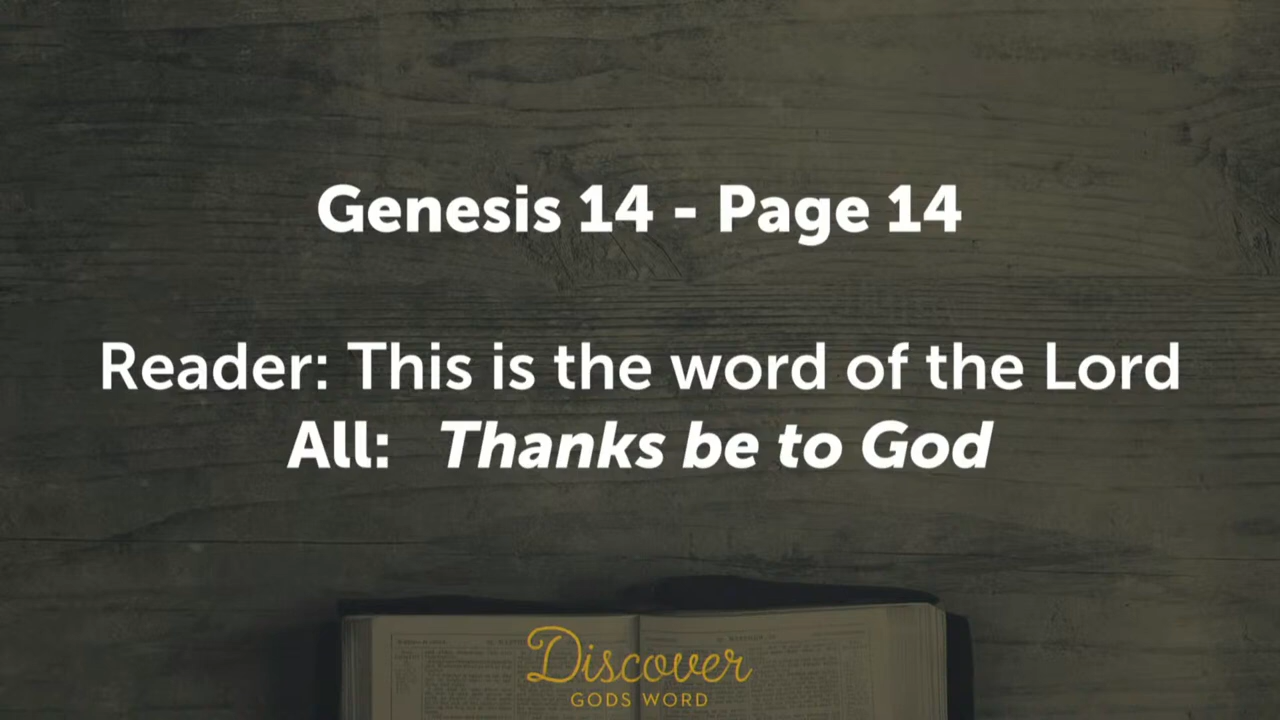 Genesis 14 - Page 14
Reader: This is the word of the Lord
All: Thanks be to God
Discover
GODS WORD